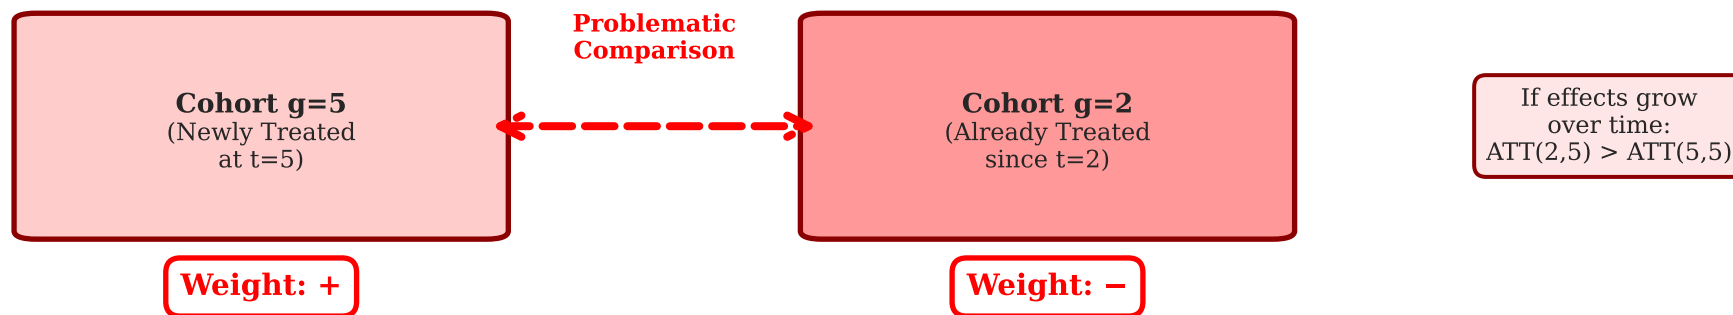 Problematic
Comparison
Cohort g=5
(Newly Treated
at t=5)
Cohort g=2
(Already Treated
since t=2)
If effects grow
over time:
ATT(2,5) > ATT(5,5)
Weight: +
Weight: −